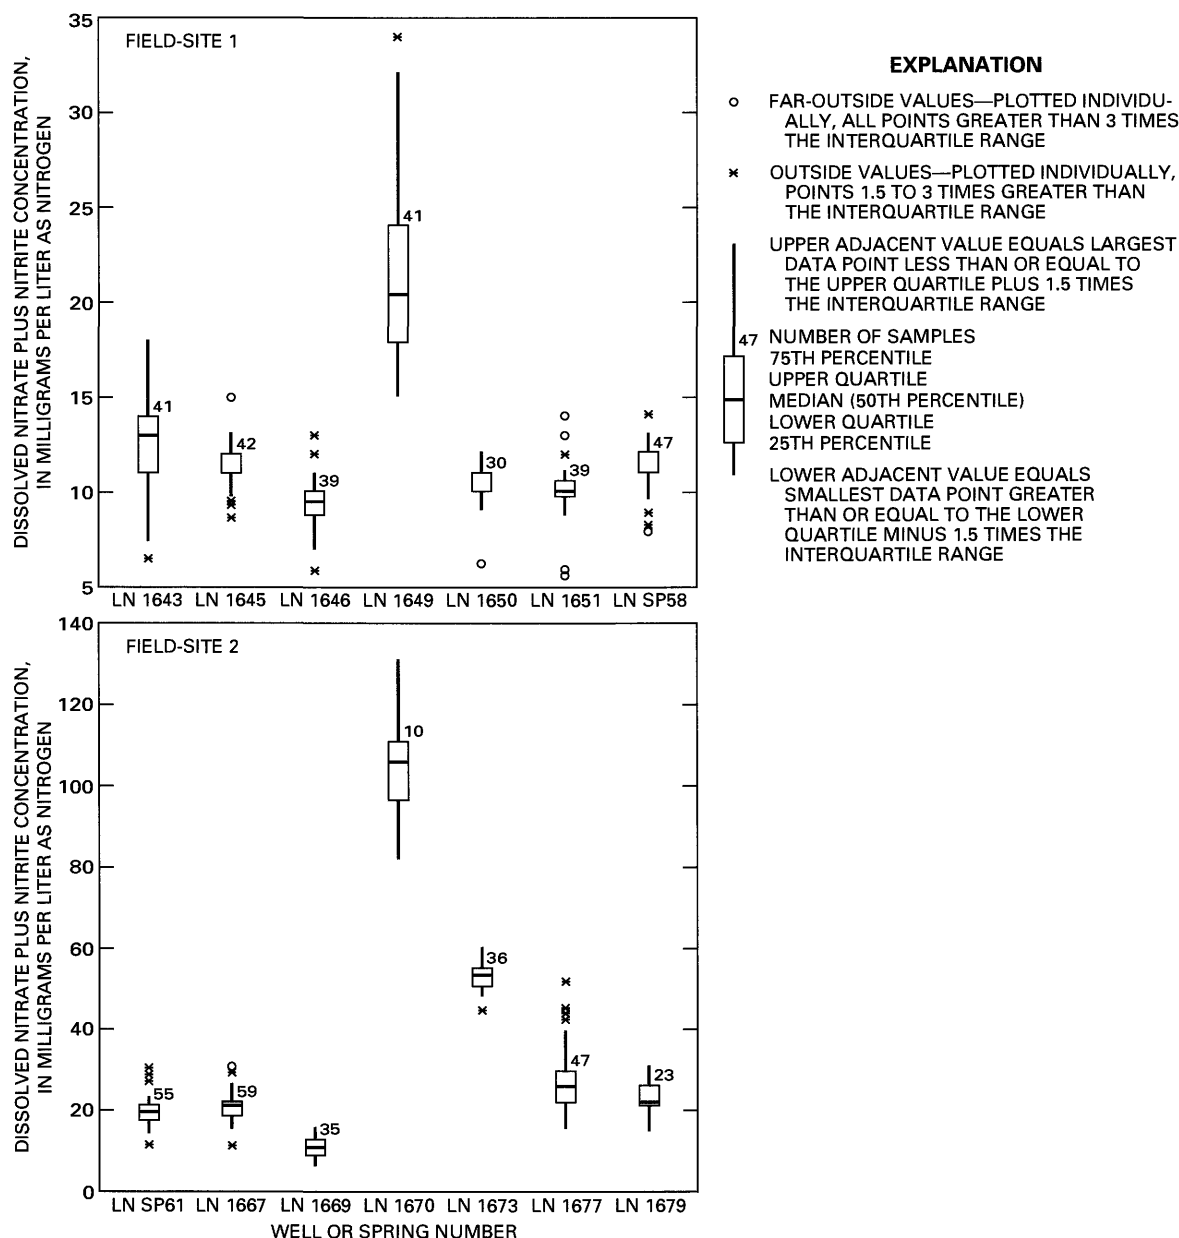 DISSOLVED NITRATE PLUS NITRITE CONCENTRATION,
IN MILLIGRAMS PER LITER AS NITROGEN
FIELD-SITE 1
35
30
25
20
15
10
5
41
42
39
41
30
39
47
LN 1643 LN 1645 LN 1646 LN 1649 LN 1650 LN 1651 LN SP58
EXPLANATION
FAR-OUTSIDE VALUES—PLOTTED INDIVIDU-
ALLY, ALL POINTS GREATER THAN 3 TIMES
THE INTERQUARTILE RANGE
OUTSIDE VALUES—PLOTTED INDIVIDUALLY,
POINTS 1.5 TO 3 TIMES GREATER THAN
THE INTERQUARTILE RANGE
UPPER ADJACENT VALUE EQUALS LARGEST
DATA POINT LESS THAN OR EQUAL TO
THE UPPER QUARTILE PLUS 1.5 TIMES
THE INTERQUARTILE RANGE
47 NUMBER OF SAMPLES
75TH PERCENTILE
UPPER QUARTILE
MEDIAN (50TH PERCENTILE)
LOWER QUARTILE
25TH PERCENTILE
LOWER ADJACENT VALUE EQUALS
SMALLEST DATA POINT GREATER
THAN OR EQUAL TO THE LOWER
QUARTILE MINUS 1.5 TIMES THE
INTERQUARTILE RANGE
DISSOLVED NITRATE PLUS NITRITE CONCENTRATION,
IN MILLIGRAMS PER LITER AS NITROGEN
FIELD-SITE 2
140
120
100
80
60
40
20
0
55
59
35
10
36
47
23
LN SP61 LN 1667 LN 1669 LN 1670 LN 1673 LN 1677 LN 1679
WELL OR SPRING NUMBER